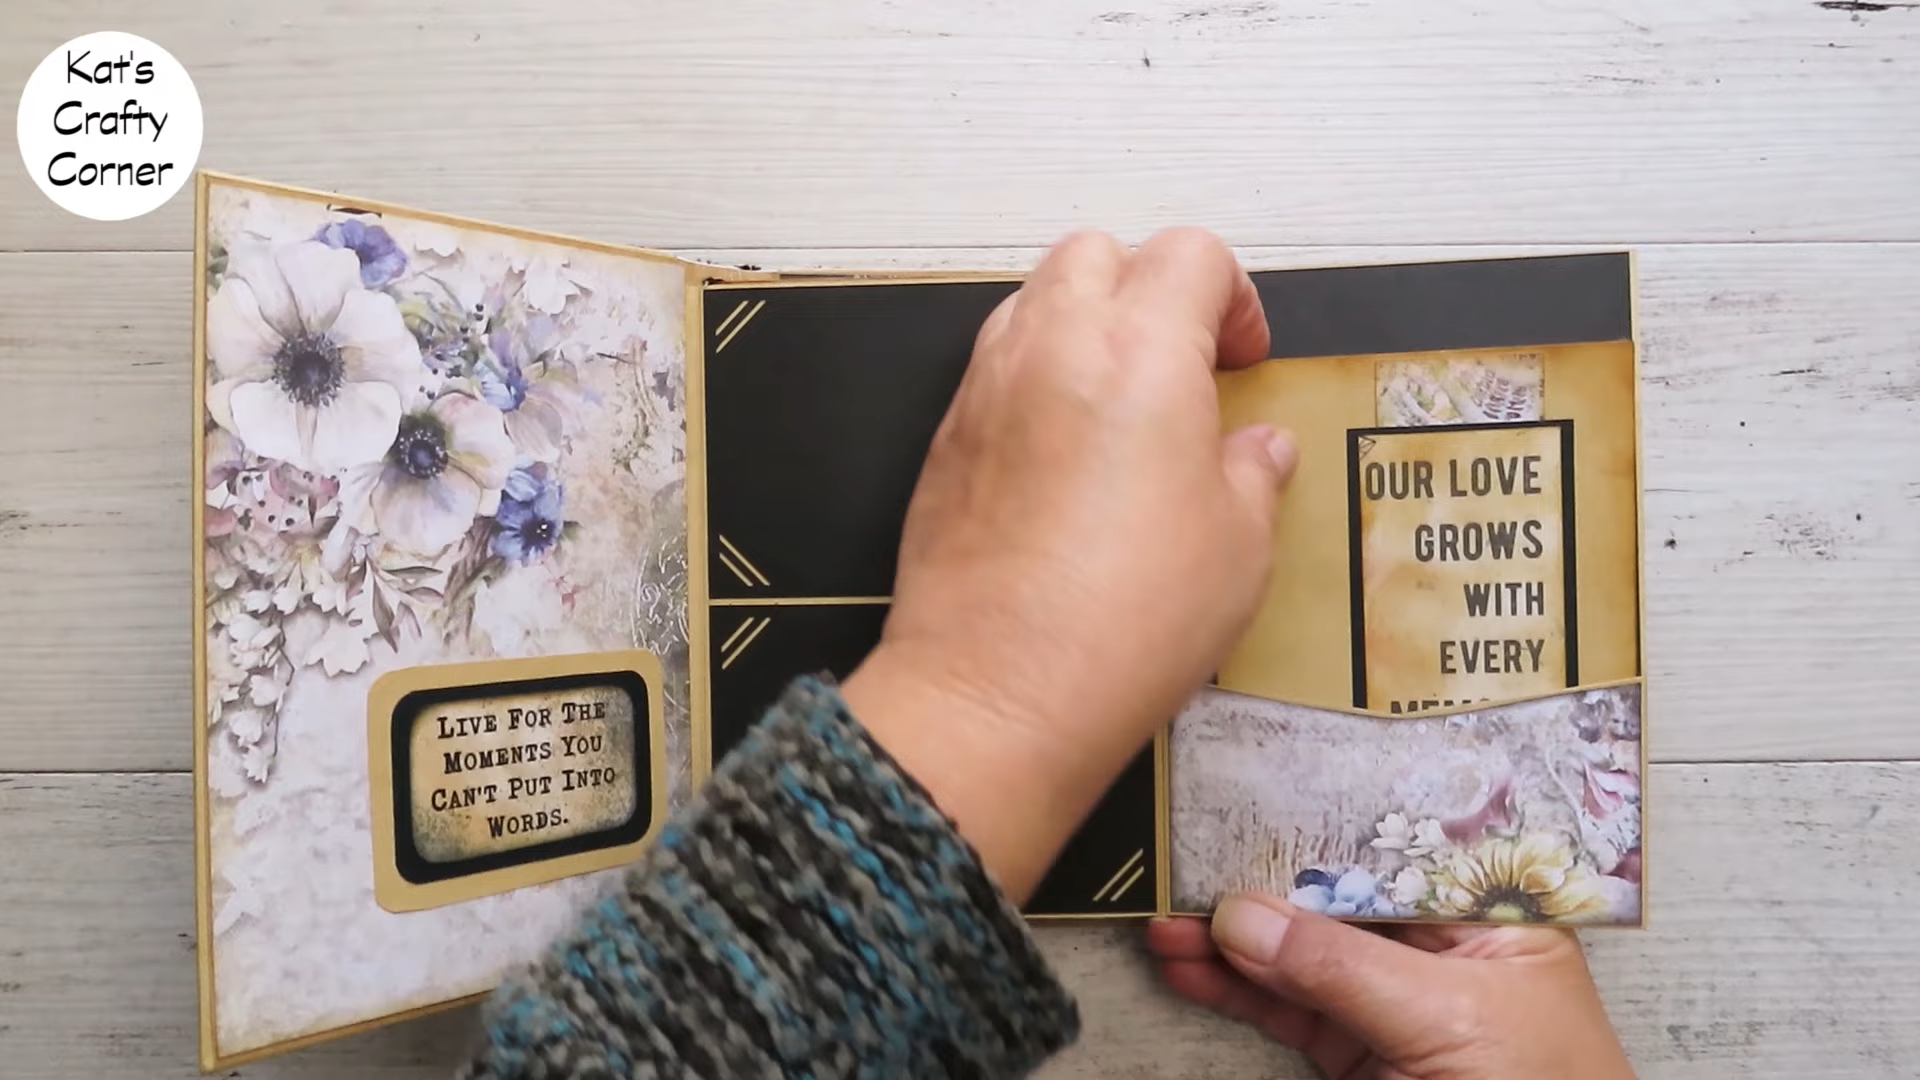 Kat's
Crafty
Corner
LIVE FOR THE
MOMENTS YOU
CAN'T PUT INTO
WORDS.
OUR LOVE
GROWS
WITH
EVERY